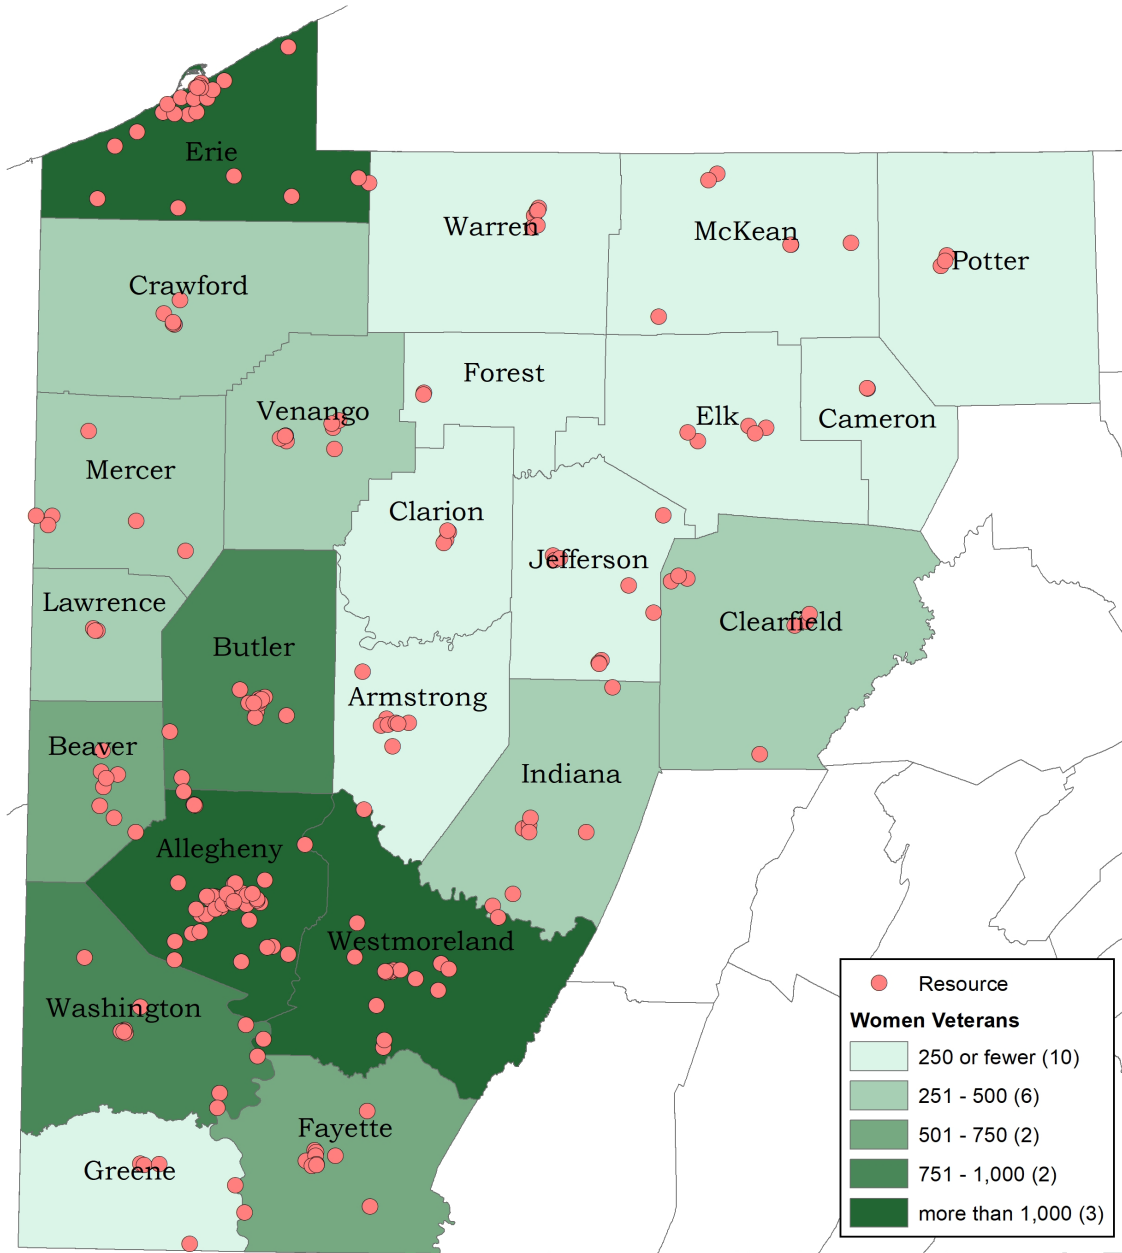 Erie
Warren
McKean
Potter
Crawford
Forest
Venango
Elk
Cameron
Mercer
Clarion
Jefferson
Lawrence
Clearfield
Butler
Armstrong
Beaver
Indiana
Allegheny
Westmoreland
Washington
Fayette
Greene
Resource
Women Veterans
250 or fewer (10)
251 - 500 (6)
501 - 750 (2)
751 - 1,000 (2)
more than 1,000 (3)